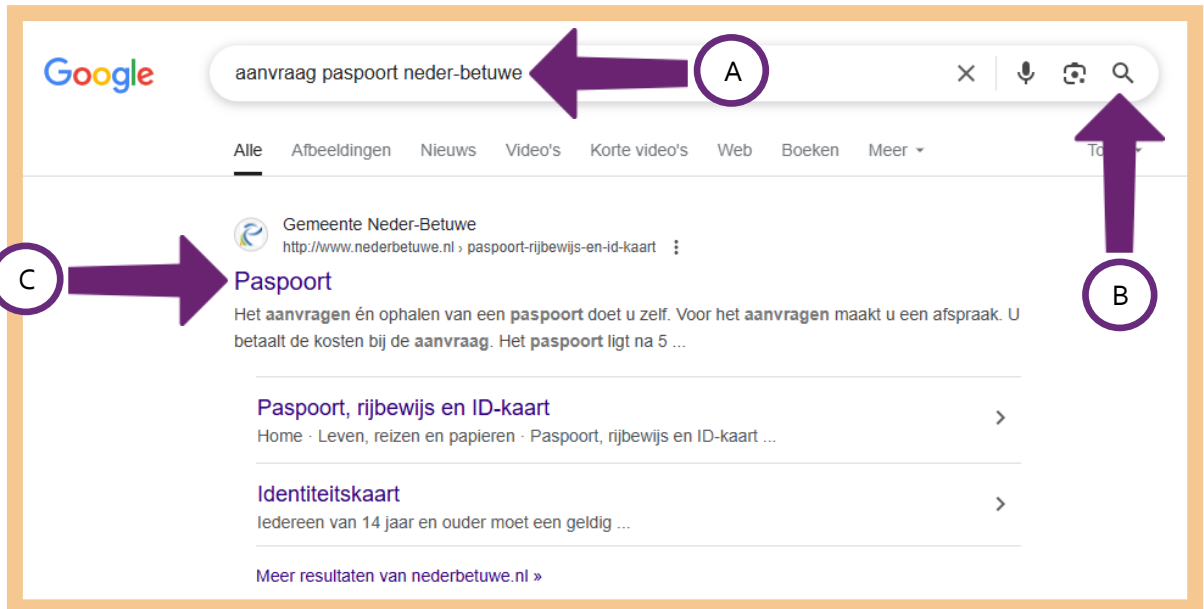 Google
aanvraag paspoort neder-betuwe
A
Alle Afbeeldingen Nieuws Video's Korte video's Web Boeken Meer
B
Gemeente Neder-Betuwe
http://www.nederbetuwe.nl › paspoort-rijbewijs-en-id-kaart
C
Paspoort
Het aanvragen én ophalen van een paspoort doet u zelf. Voor het aanvragen maakt u een afspraak. U
betaalt de kosten bij de aanvraag. Het paspoort ligt na 5 ...
Paspoort, rijbewijs en ID-kaart
Home · Leven, reizen en papieren · Paspoort, rijbewijs en ID-kaart ...
Identiteitskaart
Iedereen van 14 jaar en ouder moet een geldig ...
Meer resultaten van nederbetuwe.nl »